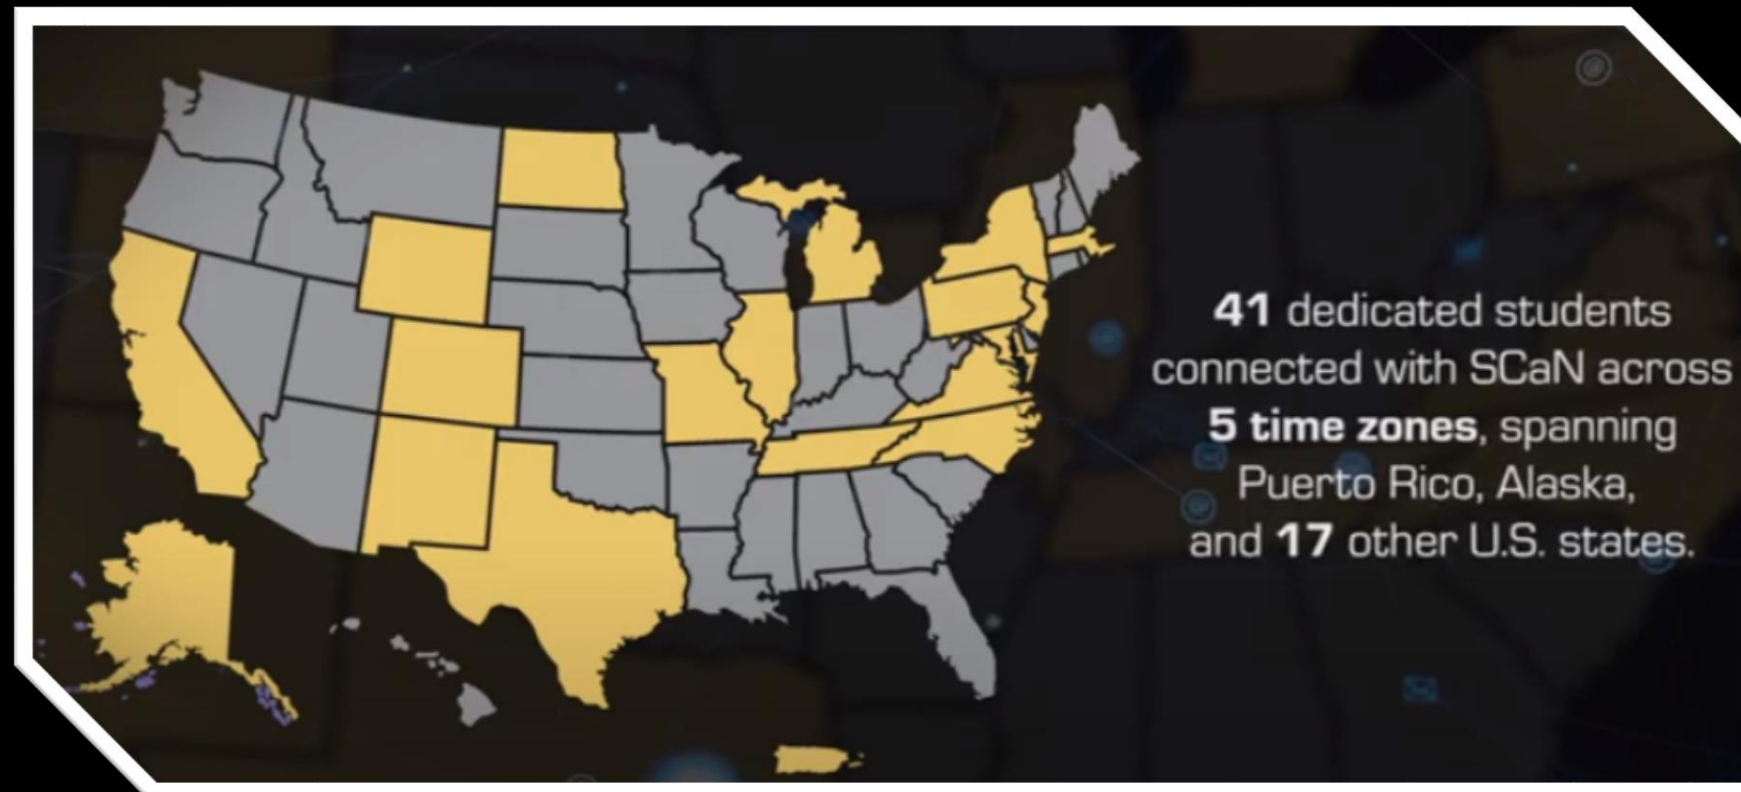 41 dedicated students
connected with SCaN across
5 time zones, spanning
Puerto Rico, Alaska,
and 17 other U.S. states.